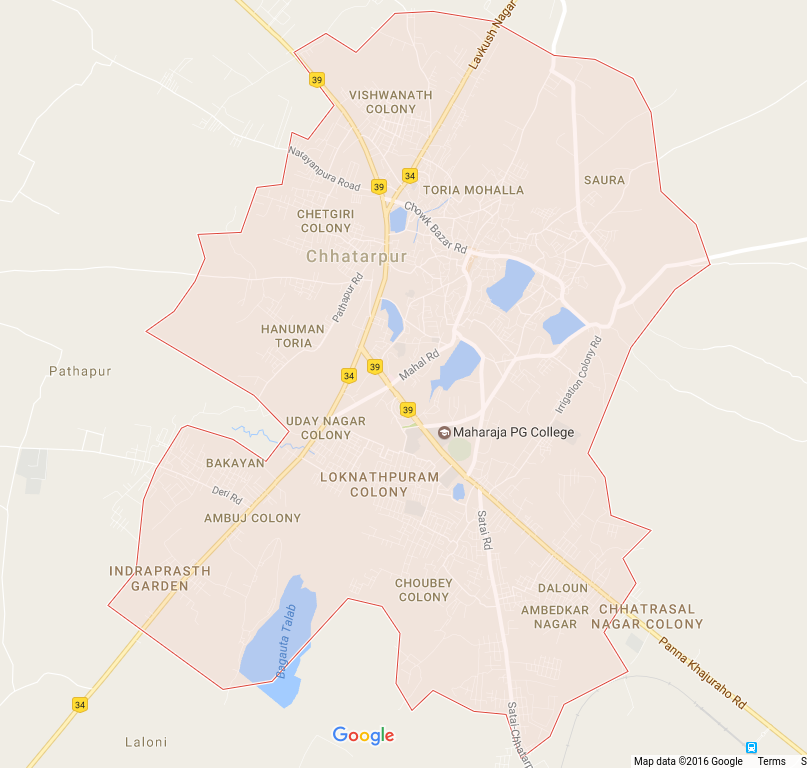 Lavkush Nagar
39
VISHWANATH
COLONY
Narayanpura Road
34
39
TORIA MOHALLA
SAURA
CHETGIRI
COLONY
Chowk Bazar Rd
Chhatarpur
Pathapur Rd
HANUMAN
TORIA
Mahal Rd
Irrigation Colony Rd
Pathapur
39
34
39
UDAY NAGAR
COLONY
Maharaja PG College
BAKAYAN
LOKNATHPURAM
COLONY
Deri Rd
AMBUJ COLONY
Satai Rd
INDRAPRASTH
GARDEN
CHOUBEY
COLONY
DALOUN
AMBEDKAR
NAGAR
CHHATRASAL
NAGAR COLONY
Bagauta Talab
Panna Khajuraho Rd
34
Satai-Chhatarp
Laloni
Google
Map data ©2016 Google
Terms
S